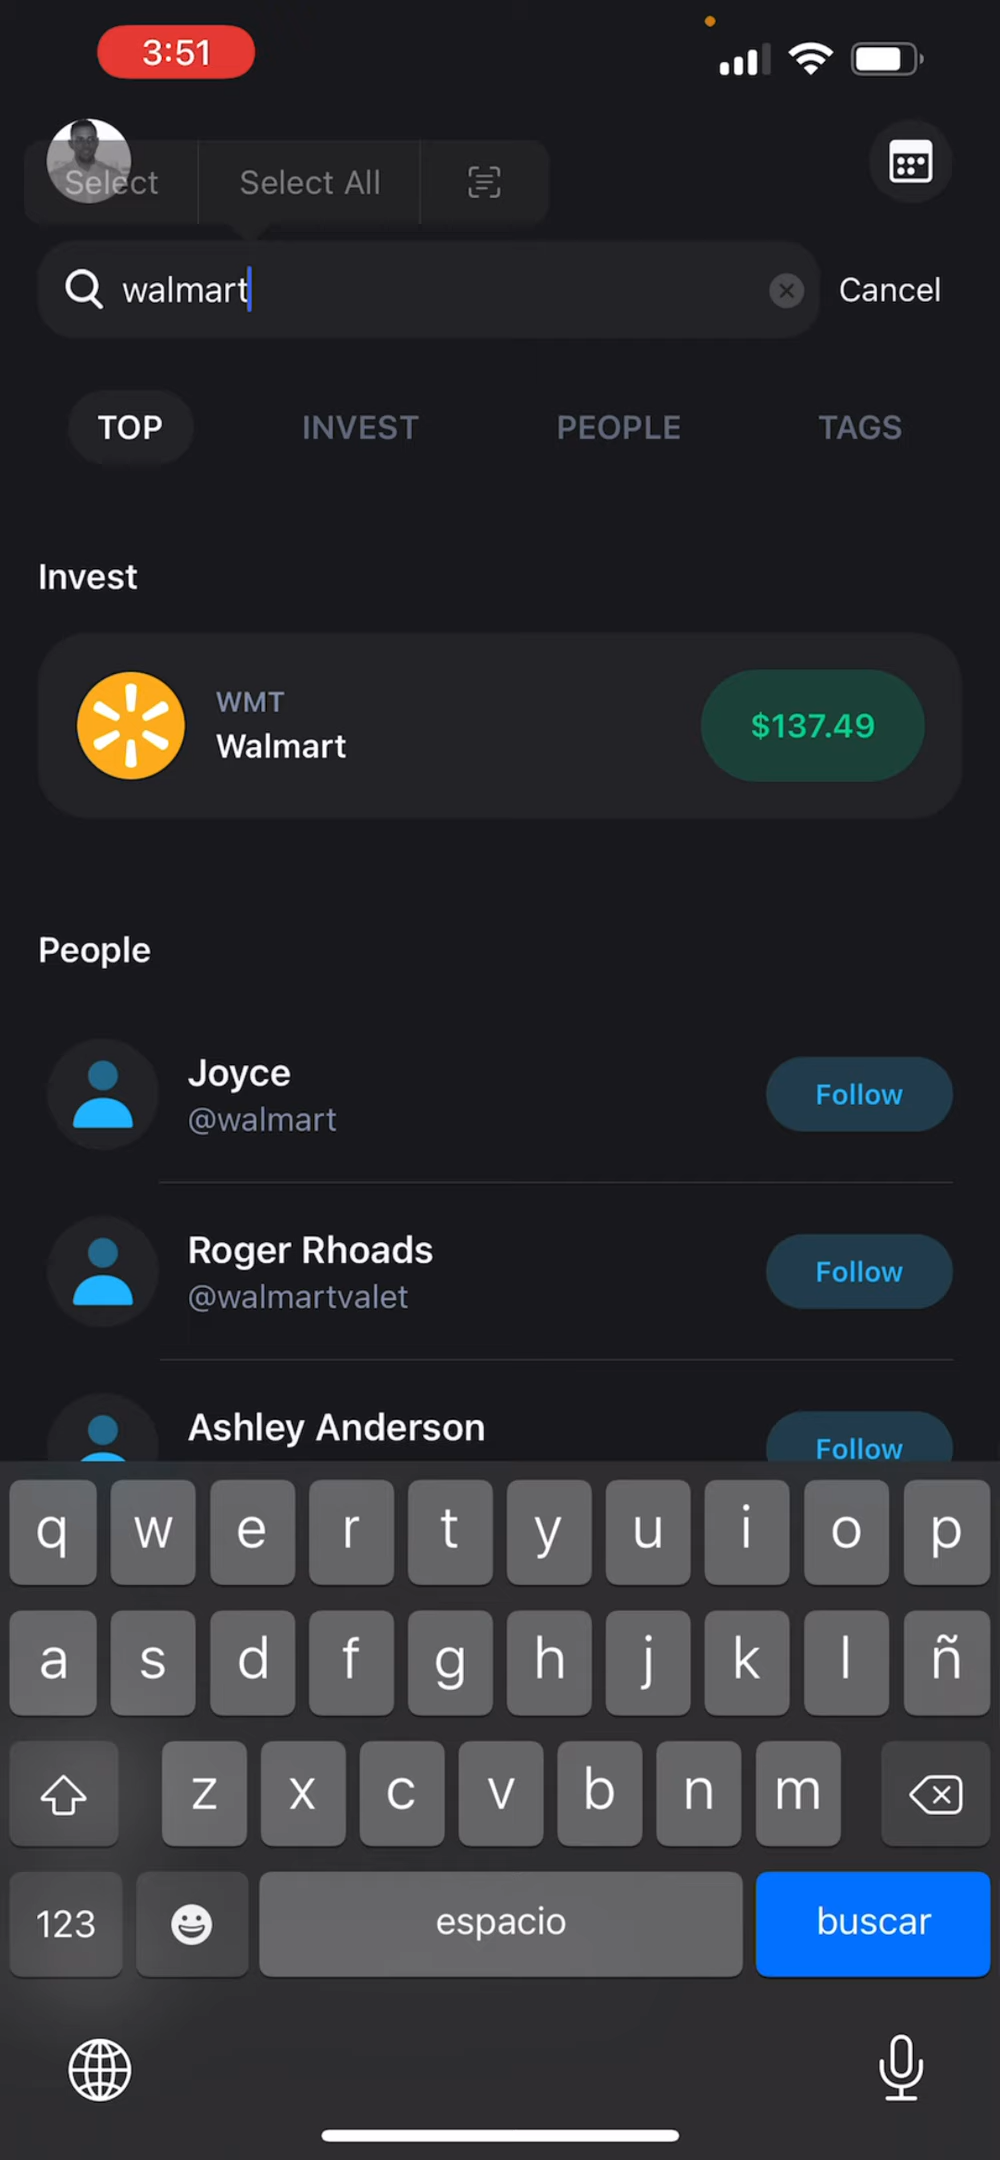 3:51
Select Select All
walmart Cancel
TOP INVEST PEOPLE TAGS
Invest
WMT
Walmart
$137.49
People
Joyce
@walmart
Follow
Roger Rhoads
@walmartvalet
Follow
Ashley Anderson
Follow
q w e r t y u i o p
a s d f g h j k l ñ
z x c v b n m
123 espacio buscar